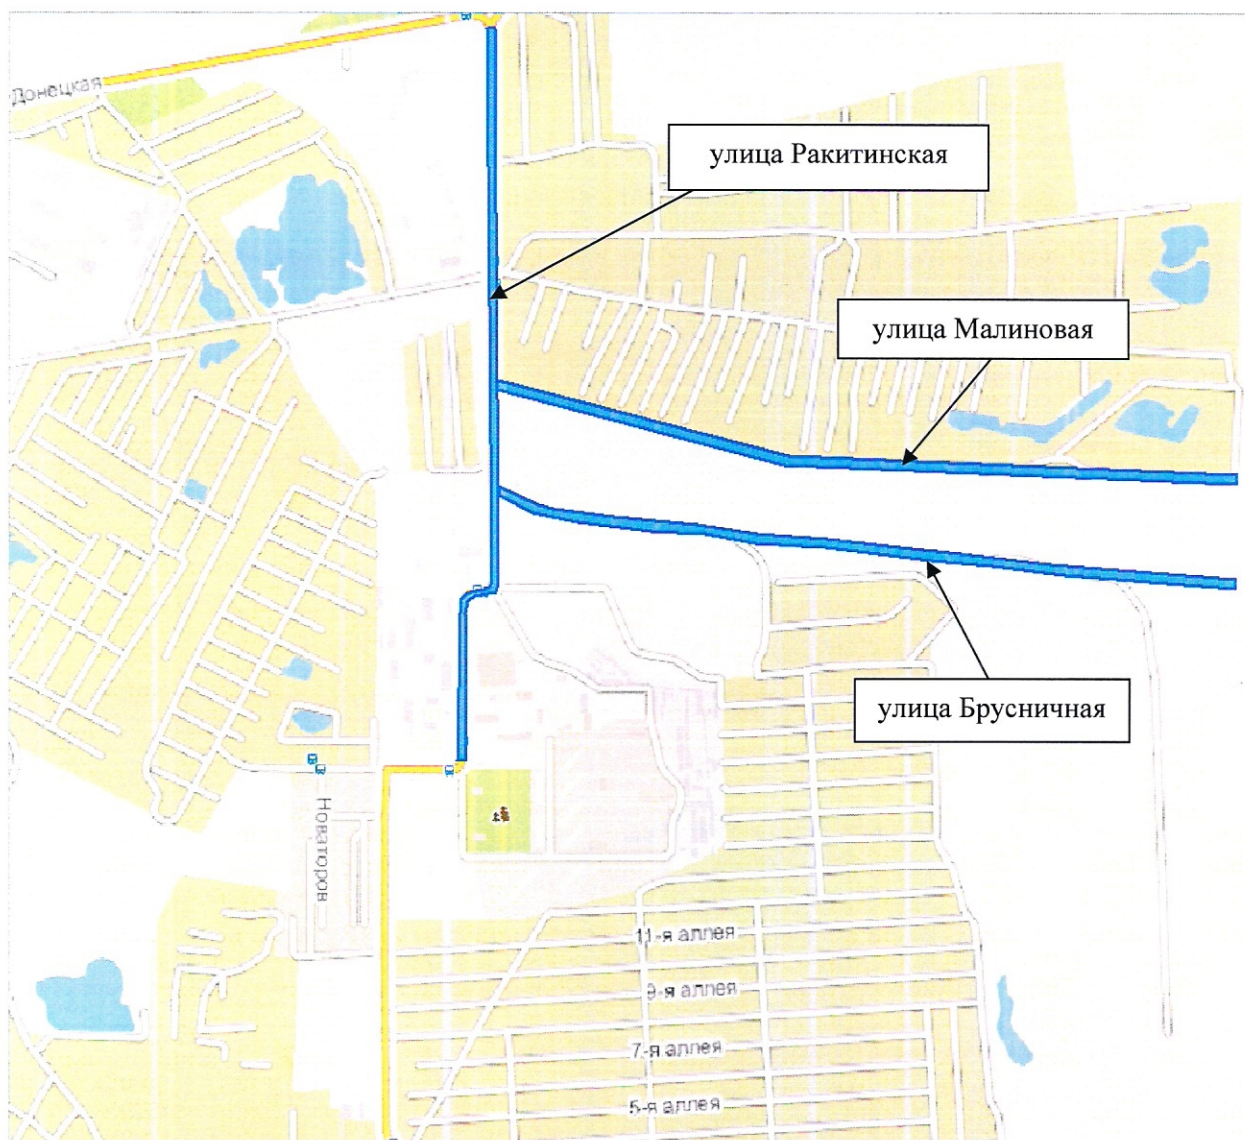 Донецкая
улица Ракитинская
улица Малиновая
улица Брусничная
Новаторов
11-я аллея
9-я аллея
7-я аллея
5-я аллея